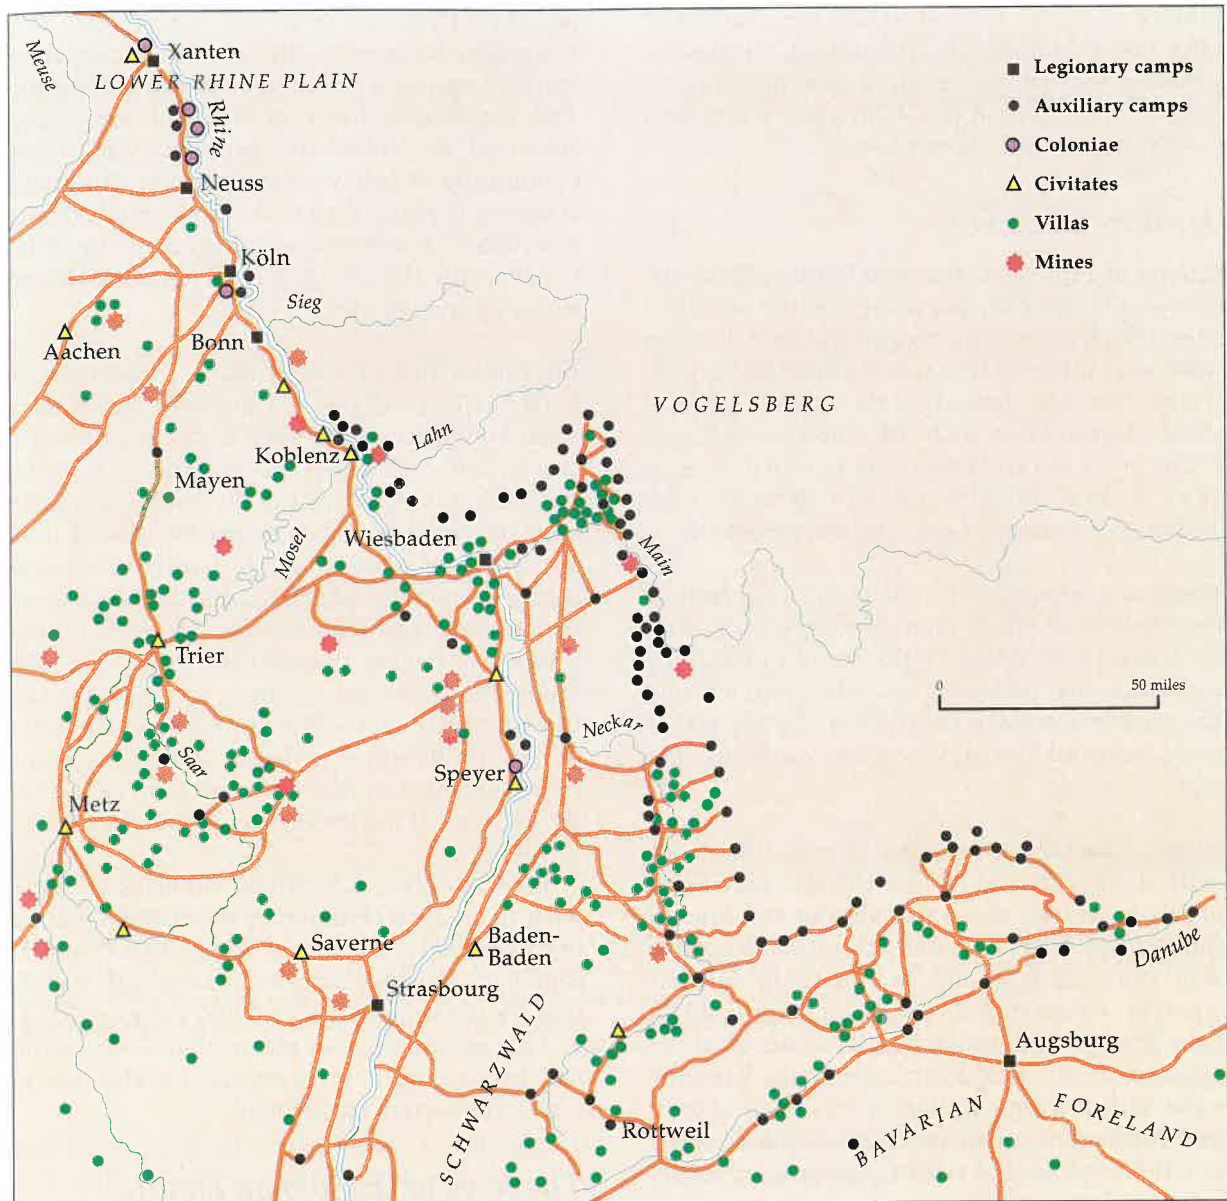 Meuse
Xanten
LOWER RHINE PLAIN
Rhine
Neuss
Köln
Sieg
Bonn
Aachen
VOGELSBERG
Lahn
Koblenz
Mayen
Mosel
Wiesbaden
Main
Trier
Neckar
Saar
Speyer
Metz
Saverne
Baden-
Baden
Strasbourg
SCHWARZWALD
Danube
Augsburg
Rottweil
BAVARIAN FORELAND
Legionary camps
Auxiliary camps
Coloniae
Civitates
Villas
Mines
0 50 miles